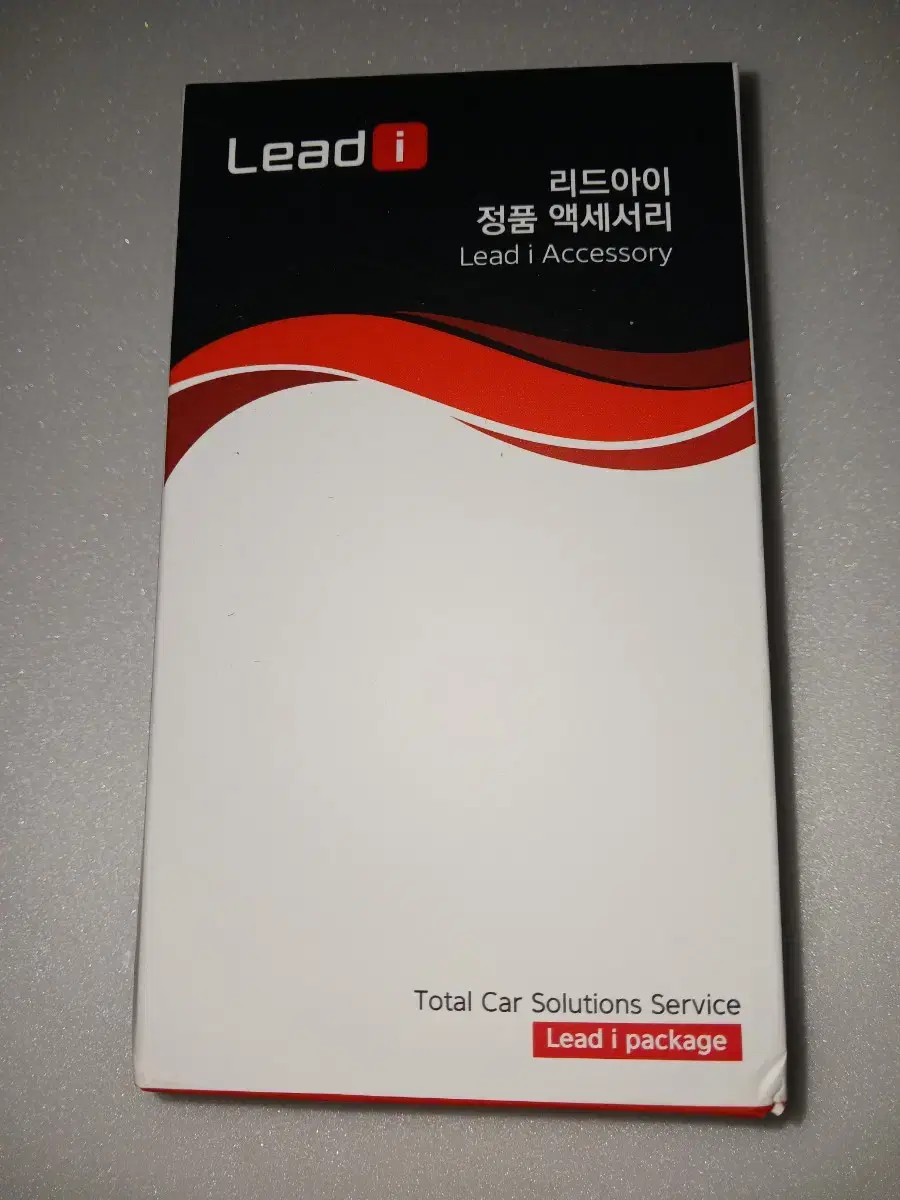 Lead i
리드아이
정품 액세서리
Lead i Accessory
Total Car Solutions Service
Lead i package